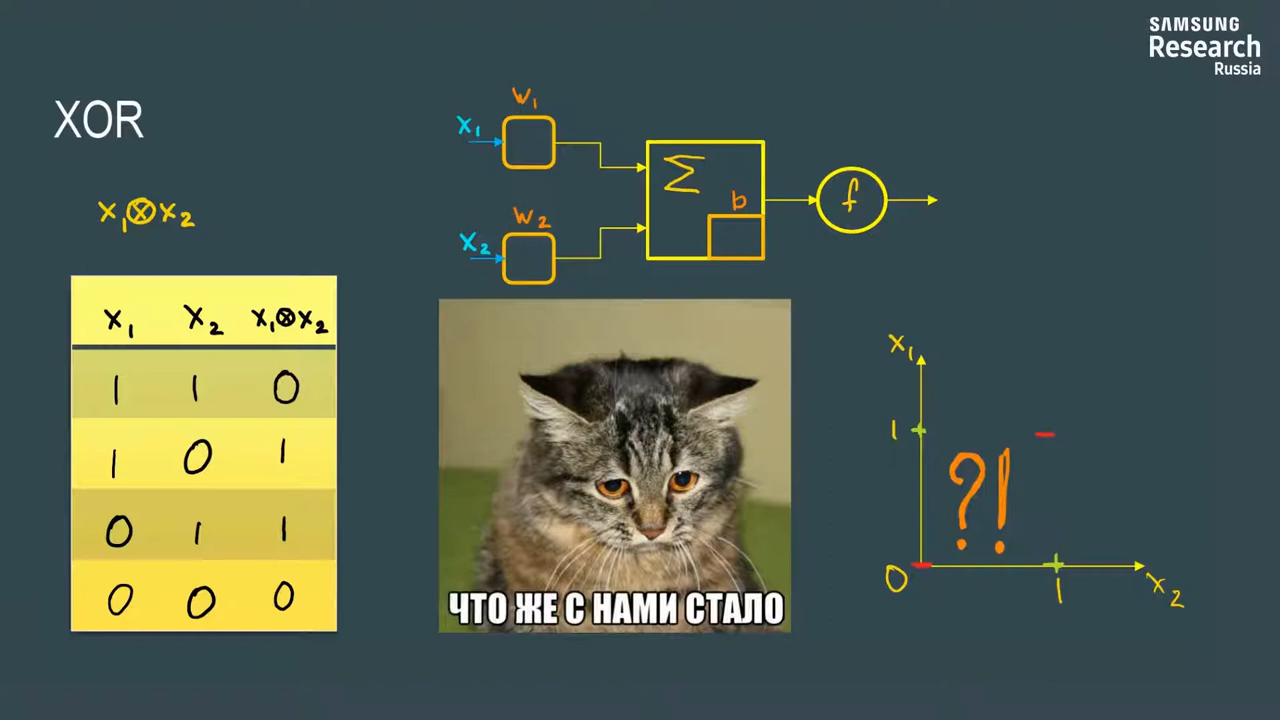 SAMSUNG
Research
Russia
XOR
x₁⊗x₂
x₁ x₂ x₁⊗x₂
1 1 0
1 0 1
0 1 1
0 0 0
w₁
x₁
w₂
x₂
Σ
b
f
ЧТО ЖЕ С НАМИ СТАЛО
x₁
1
?!
0
1
x₂